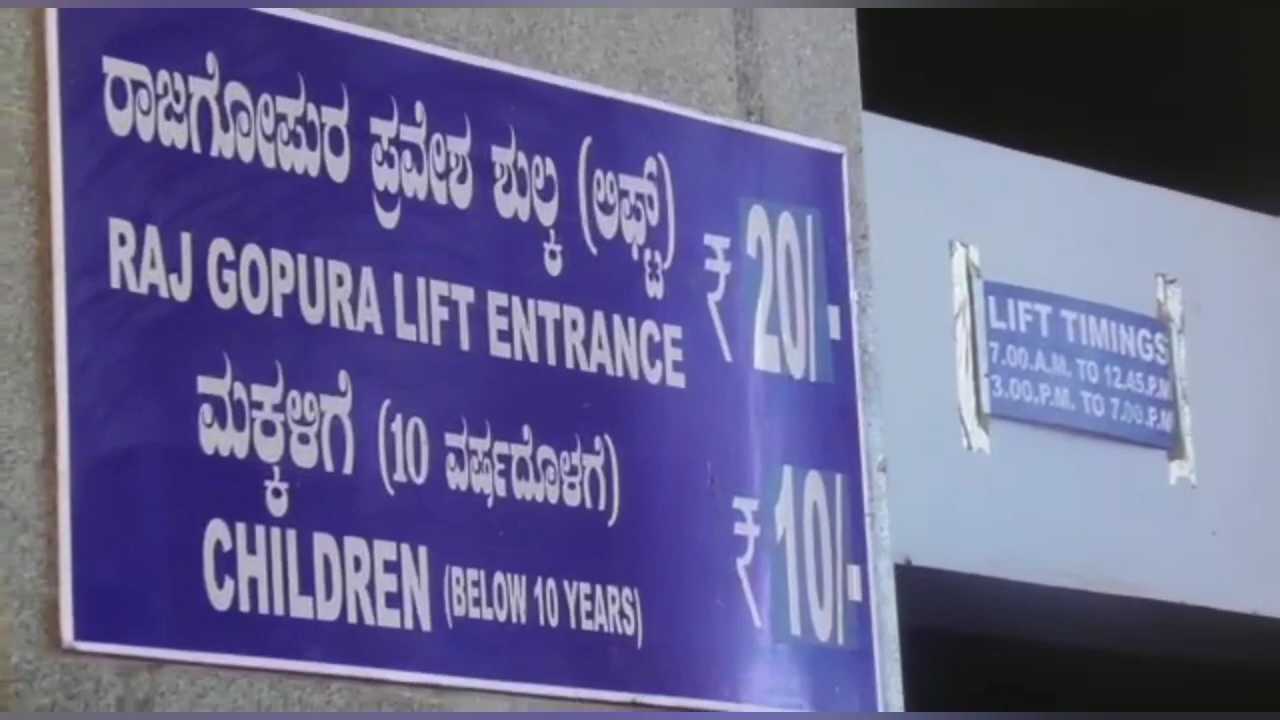 ರಾಜಗೋಪುರ ಪ್ರವೇಶ ಶುಲ್ಕ (ಲಿಫ್ಟ್)
RAJ GOPURA LIFT ENTRANCE
₹ 20/-
ಮಕ್ಕಳಿಗೆ (10 ವರ್ಷದೊಳಗೆ)
CHILDREN (BELOW 10 YEARS)
₹ 10/-
LIFT TIMINGS
7.00.A.M. TO 12.45.P.M
3.00.P.M. TO 7.00.P.M